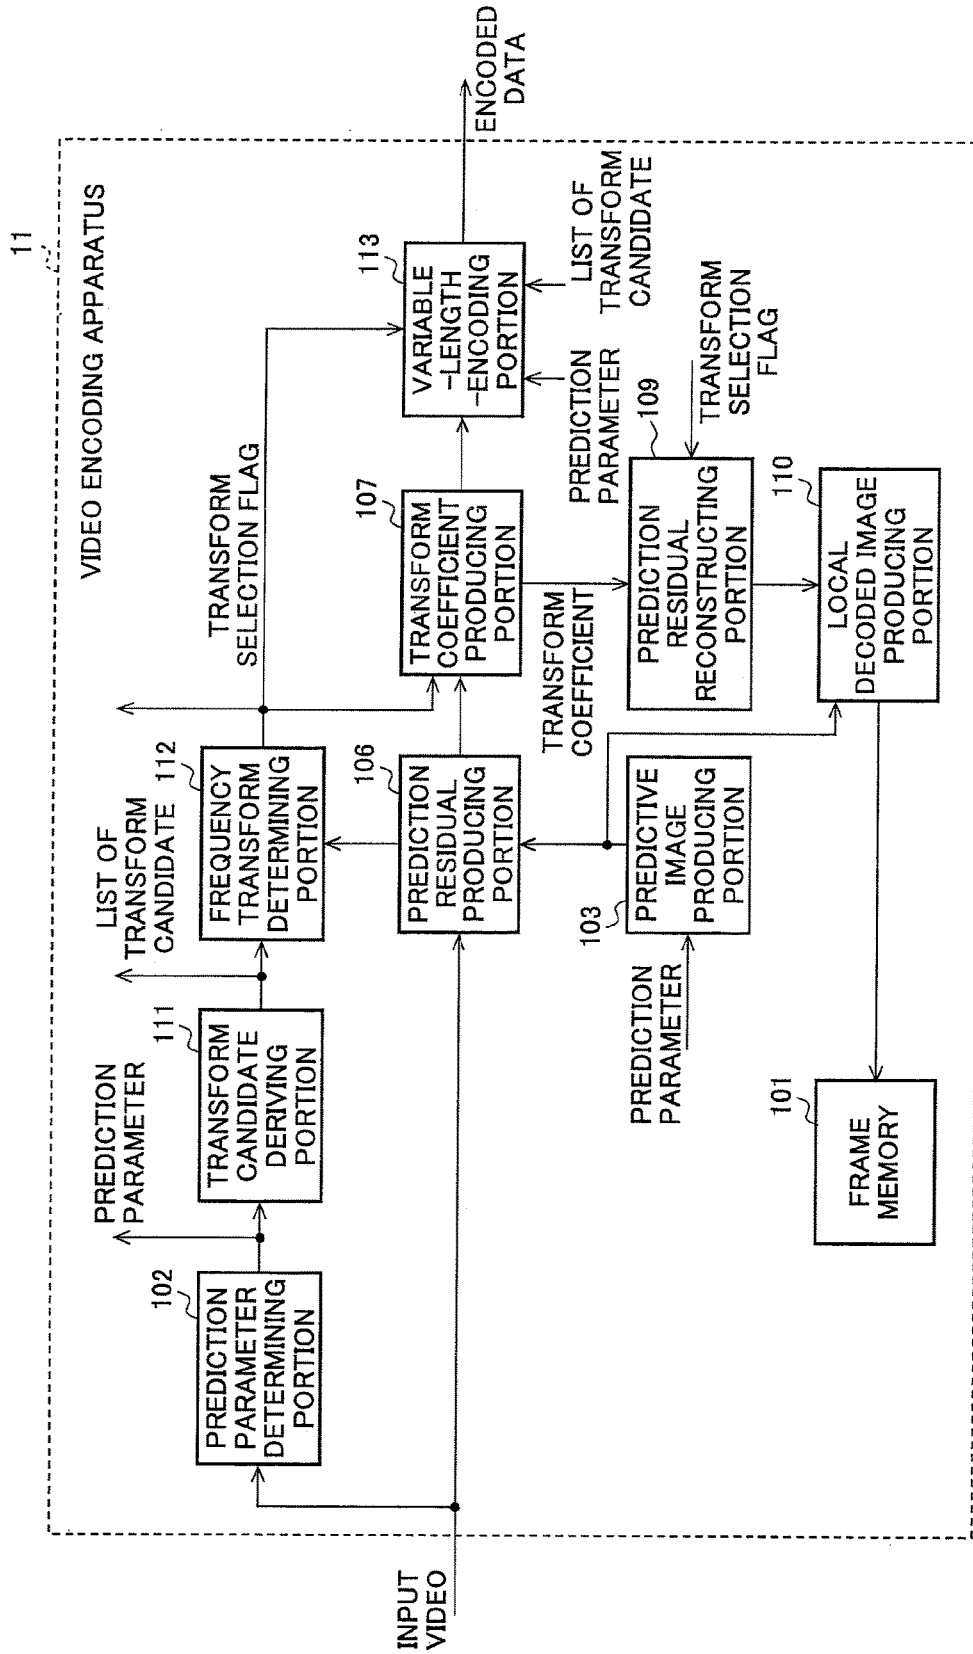 11
VIDEO ENCODING APPARATUS
INPUT
VIDEO
102
PREDICTION
PARAMETER
DETERMINING
PORTION
PREDICTION
PARAMETER
111
TRANSFORM
CANDIDATE
DERIVING
PORTION
LIST OF
TRANSFORM
CANDIDATE
112
FREQUENCY
TRANSFORM
DETERMINING
PORTION
TRANSFORM
SELECTION FLAG
106
PREDICTION
RESIDUAL
PRODUCING
PORTION
107
TRANSFORM
COEFFICIENT
PRODUCING
PORTION
113
VARIABLE
-LENGTH
-ENCODING
PORTION
ENCODED
DATA
PREDICTION
PARAMETER
LIST OF
TRANSFORM
CANDIDATE
TRANSFORM
COEFFICIENT
PREDICTION
PARAMETER
103
PREDICTIVE
IMAGE
PRODUCING
PORTION
109
PREDICTION
RESIDUAL
RECONSTRUCTING
PORTION
TRANSFORM
SELECTION
FLAG
101
FRAME
MEMORY
110
LOCAL
DECODED IMAGE
PRODUCING
PORTION